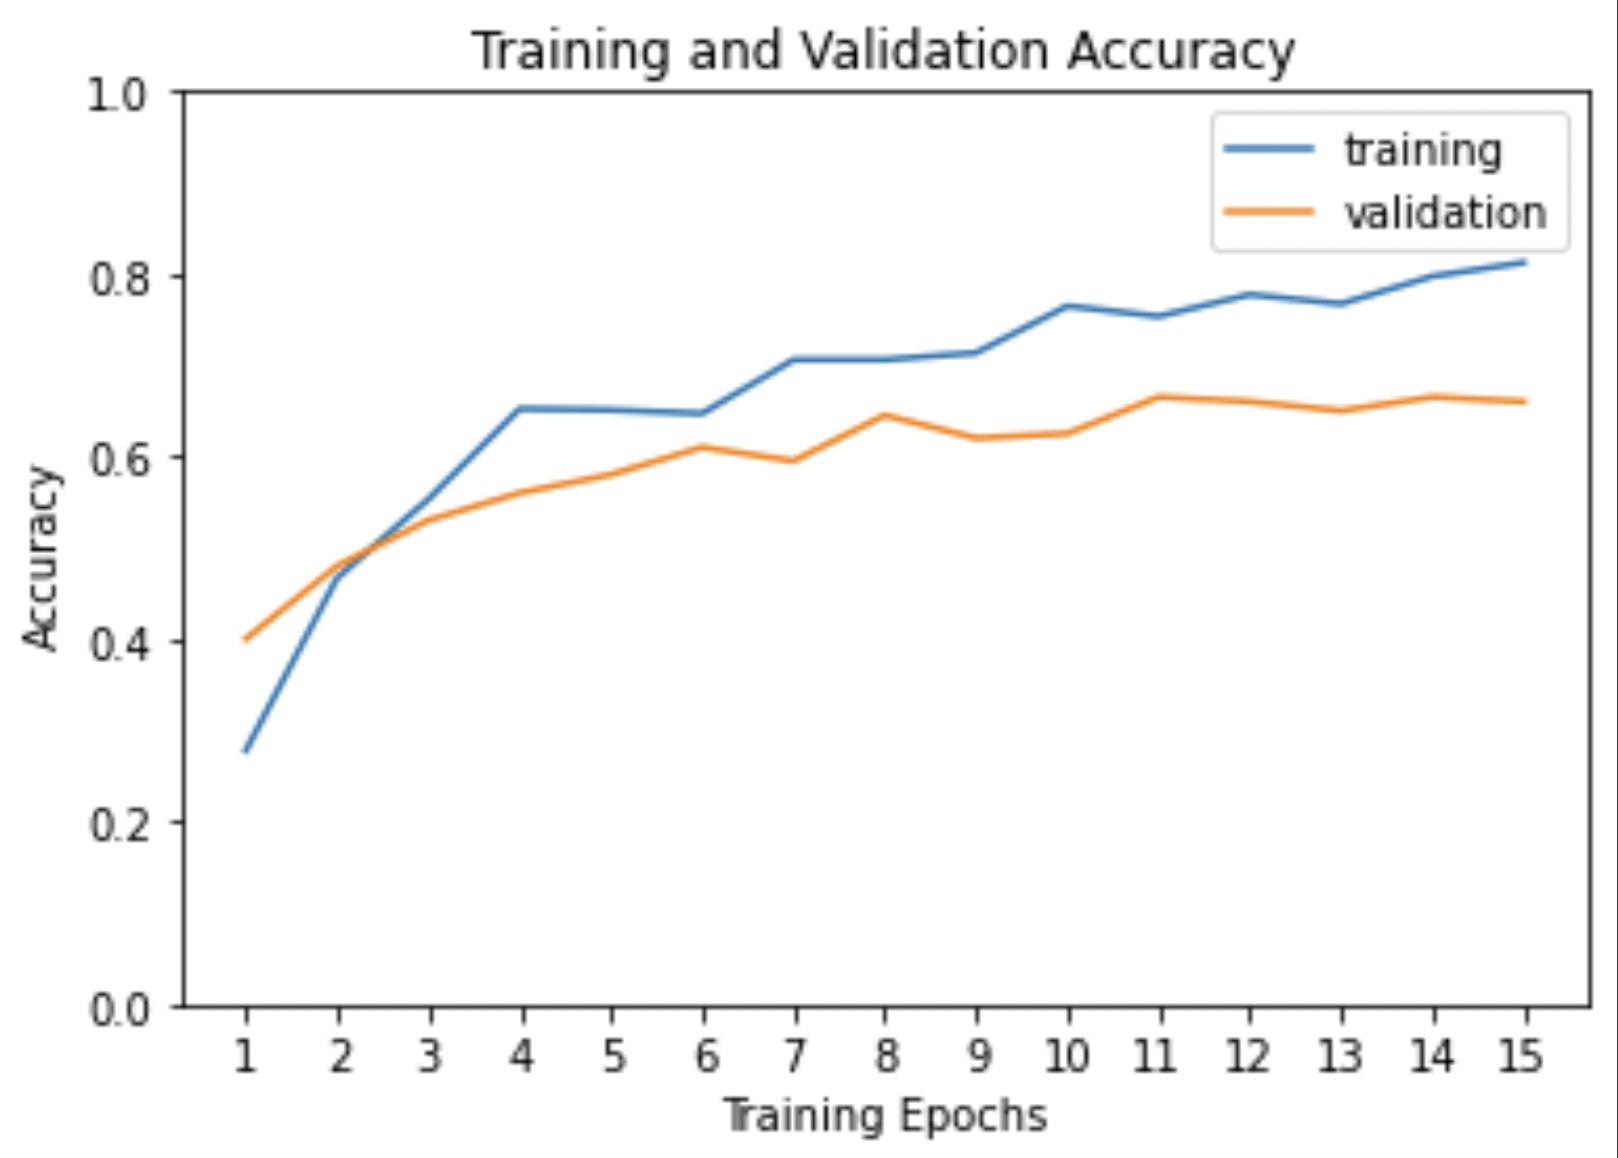 Training and Validation Accuracy
training
validation
1.0
0.8
0.6
0.4
0.2
0.0
Accuracy
1 2 3 4 5 6 7 8 9 10 11 12 13 14 15
Training Epochs